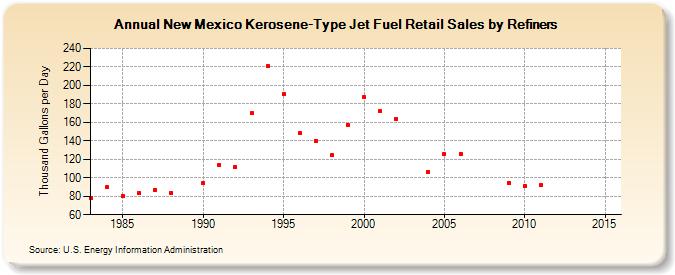 Annual New Mexico Kerosene-Type Jet Fuel Retail Sales by Refiners
Thousand Gallons per Day
240
220
200
180
160
140
120
100
80
60
1985 1990 1995 2000 2005 2010 2015
Source: U.S. Energy Information Administration